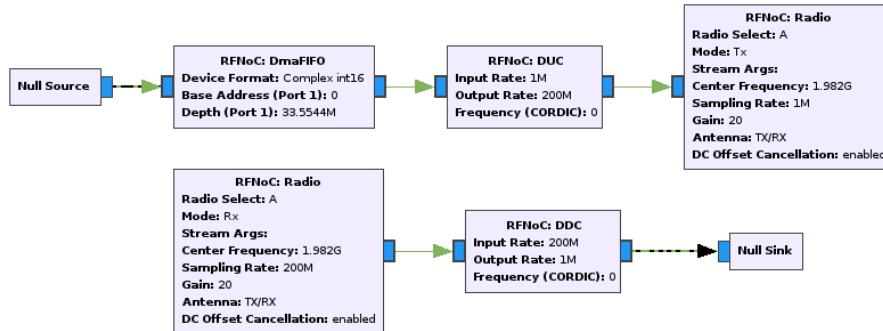 Null Source
RFNoC: DmaFIFO
Device Format: Complex int16
Base Address (Port 1): 0
Depth (Port 1): 33.5544M
RFNoC: DUC
Input Rate: 1M
Output Rate: 200M
Frequency (CORDIC): 0
RFNoC: Radio
Radio Select: A
Mode: Tx
Stream Args:
Center Frequency: 1.982G
Sampling Rate: 1M
Gain: 20
Antenna: TX/RX
DC Offset Cancellation: enabled
RFNoC: Radio
Radio Select: A
Mode: Rx
Stream Args:
Center Frequency: 1.982G
Sampling Rate: 200M
Gain: 20
Antenna: TX/RX
DC Offset Cancellation: enabled
RFNoC: DDC
Input Rate: 200M
Output Rate: 1M
Frequency (CORDIC): 0
Null Sink